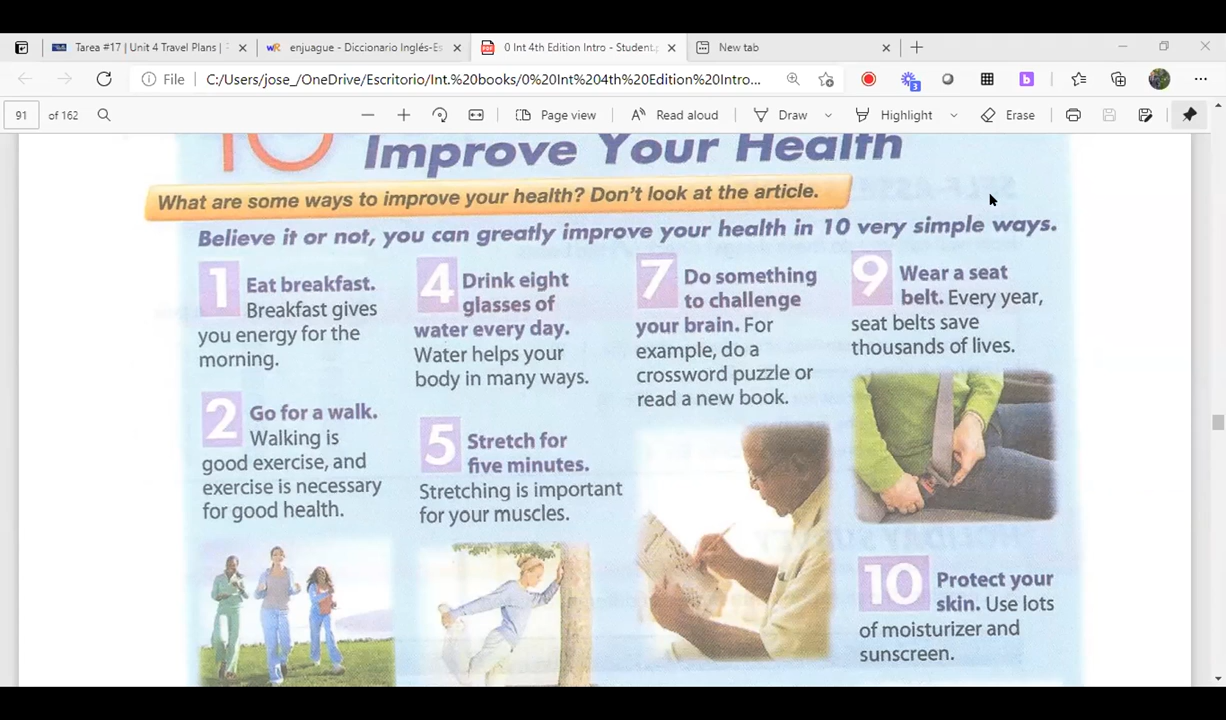 Tarea #17 | Unit 4 Travel Plans |
enjuague - Diccionario Inglés-Es
0 Int 4th Edition Intro - Student.p
New tab
File
C:/Users/jose_/OneDrive/Escritorio/Int.%20books/0%20Int%204th%20Edition%20Intro...
3
91 of 162
Page view
Read aloud
Draw
Highlight
Erase
10
Improve Your Health
What are some ways to improve your health? Don't look at the article.
Believe it or not, you can greatly improve your health in 10 very simple ways.
1 Eat breakfast.
Breakfast gives
you energy for the
morning.
2 Go for a walk.
Walking is
good exercise, and
exercise is necessary
for good health.
4 Drink eight
glasses of
water every day.
Water helps your
body in many ways.
5 Stretch for
five minutes.
Stretching is important
for your muscles.
7 Do something
to challenge
your brain. For
example, do a
crossword puzzle or
read a new book.
9 Wear a seat
belt. Every year,
seat belts save
thousands of lives.
10 Protect your
skin. Use lots
of moisturizer and
sunscreen.